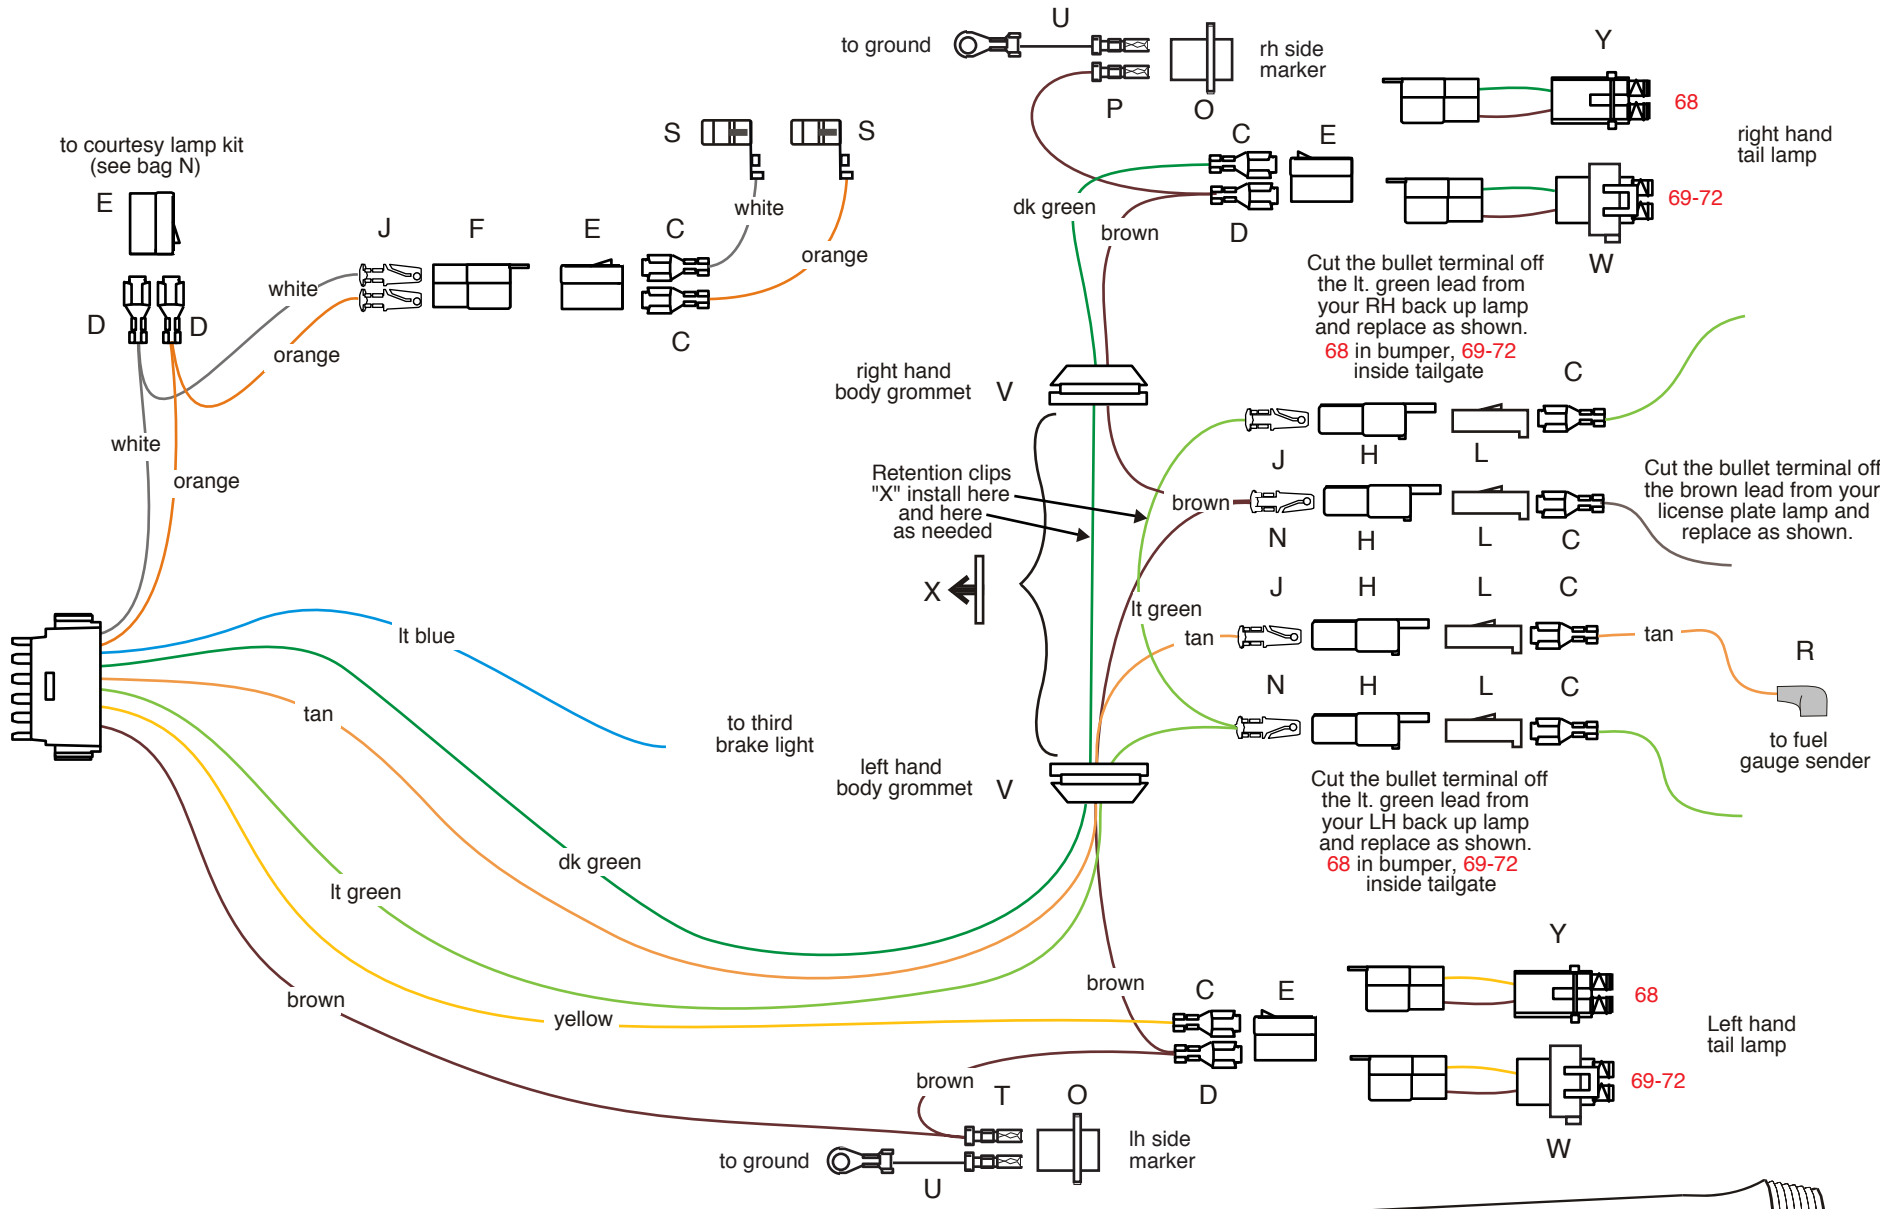 U
to ground
rh side
marker
P
O
Y
68
right hand
tail lamp
69-72
W
to courtesy lamp kit
(see bag N)
E
D
D
S
S
white
orange
J
F
E
C
C
white
orange
white
orange
C
E
D
dk green
brown
Cut the bullet terminal off
the lt. green lead from
your RH back up lamp
and replace as shown.
68 in bumper, 69-72
inside tailgate
right hand
body grommet
V
C
J
H
L
Retention clips
"X" install here
and here
as needed
X
brown
N
H
L
C
Cut the bullet terminal off
the brown lead from your
license plate lamp and
replace as shown.
J
H
L
C
lt green
tan
tan
R
N
H
L
C
to fuel
gauge sender
lt blue
tan
to third
brake light
left hand
body grommet
V
Cut the bullet terminal off
the lt. green lead from
your LH back up lamp
and replace as shown.
68 in bumper, 69-72
inside tailgate
dk green
lt green
brown
yellow
brown
C
E
D
Y
68
Left hand
tail lamp
69-72
W
brown
T
O
lh side
marker
to ground
U